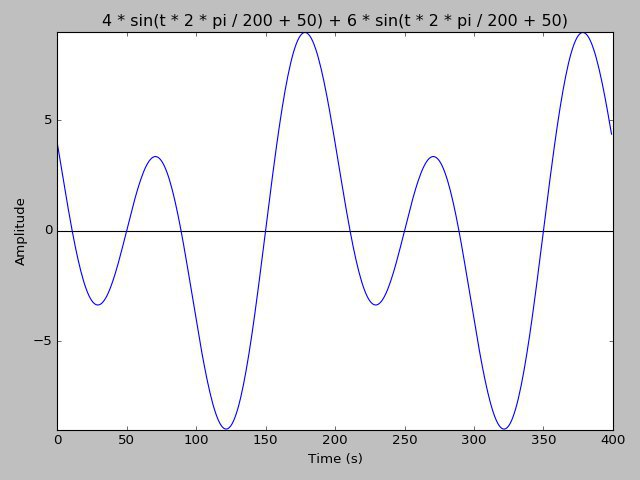 4 * sin(t * 2 * pi / 200 + 50) + 6 * sin(t * 2 * pi / 200 + 50)
Amplitude
5
0
−5
0 50 100 150 200 250 300 350 400
Time (s)